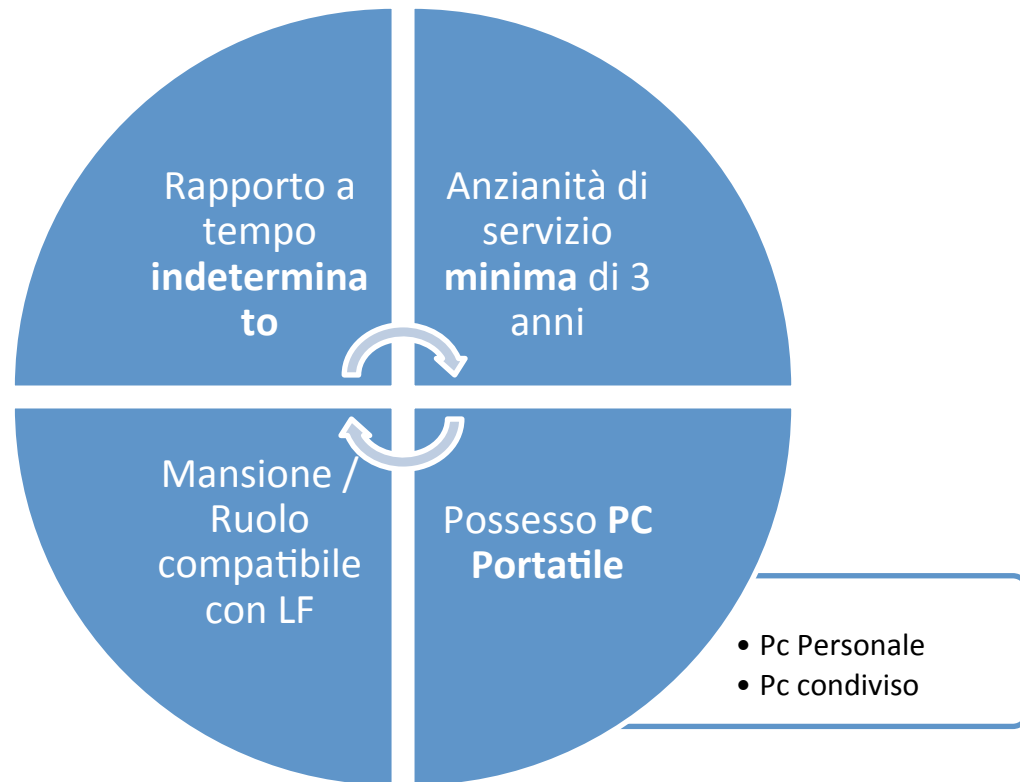 Rapporto a
tempo
indetermina
to
Anzianità di
servizio
minima di 3
anni
Mansione /
Ruolo
compatibile
con LF
Possesso PC
Portatile
• Pc Personale
• Pc condiviso